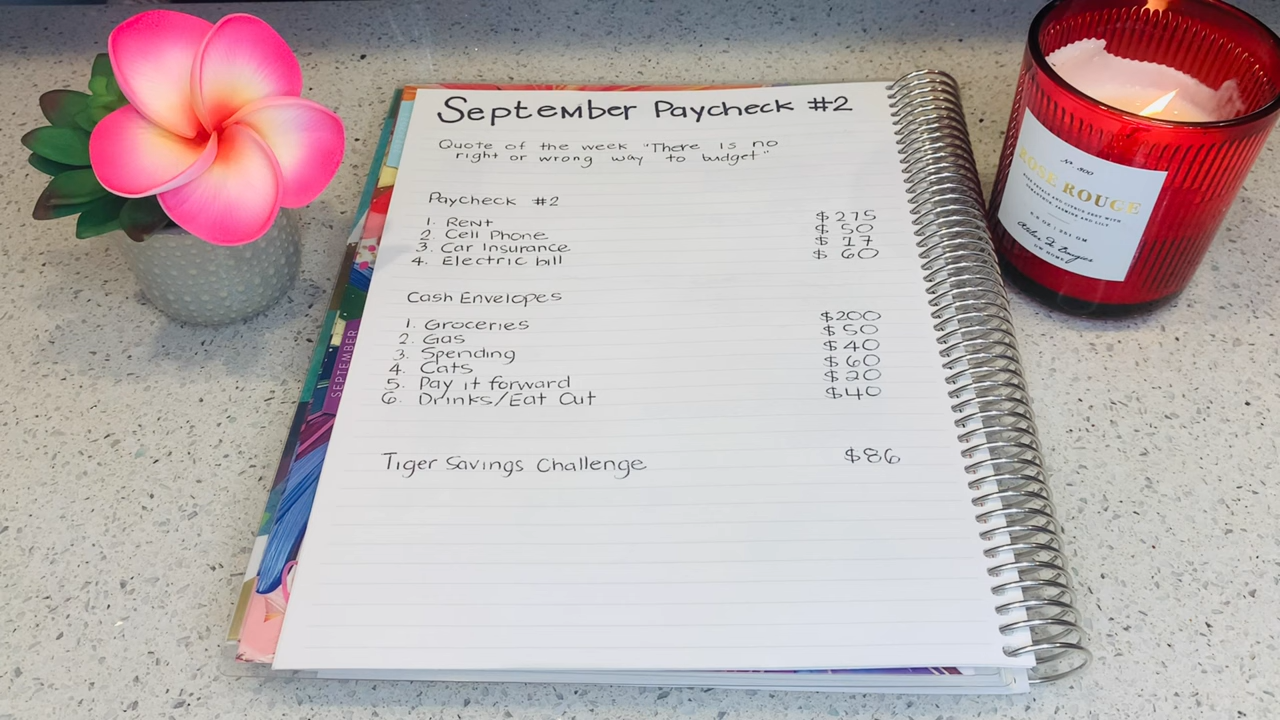 September Paycheck #2
Quote of the week "There is no
right or wrong way to budget"
Paycheck #2
1. Rent $275
2. Cell Phone $50
3. Car Insurance $17
4. Electric bill $60
Cash Envelopes
1. Groceries $200
2. Gas $50
3. Spending $40
4. Cats $60
5. Pay it forward $20
6. Drinks/Eat Out $40
Tiger Savings Challenge $86
SEPTEMBER
No. 300
ROSE ROUGE